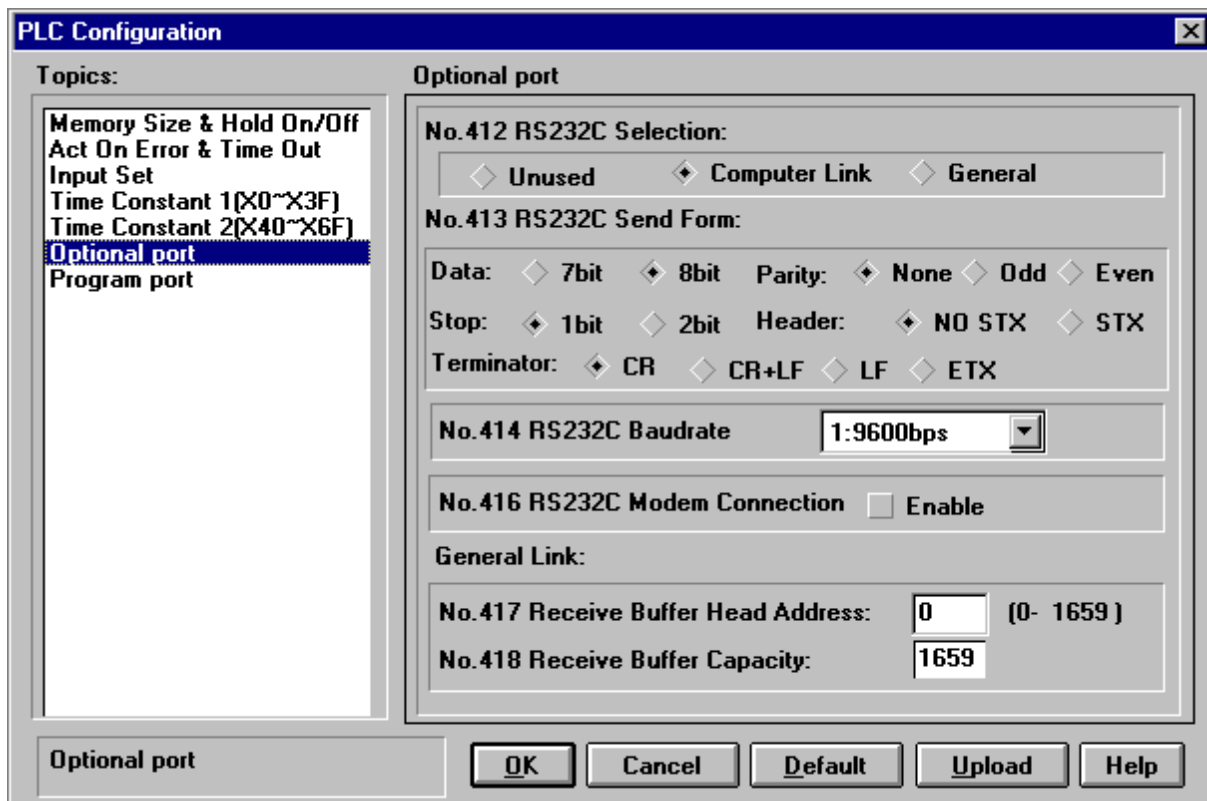 PLC Configuration
Topics:
Memory Size & Hold On/Off
Act On Error & Time Out
Input Set
Time Constant 1(X0~X3F)
Time Constant 2(X40~X6F)
Optional port
Program port
Optional port
No.412 RS232C Selection:
Unused Computer Link General
No.413 RS232C Send Form:
Data: 7bit 8bit Parity: None Odd Even
Stop: 1bit 2bit Header: NO STX STX
Terminator: CR CR+LF LF ETX
No.414 RS232C Baudrate 1:9600bps
No.416 RS232C Modem Connection Enable
General Link:
No.417 Receive Buffer Head Address: 0 (0- 1659 )
No.418 Receive Buffer Capacity: 1659
Optional port
OK Cancel Default Upload Help